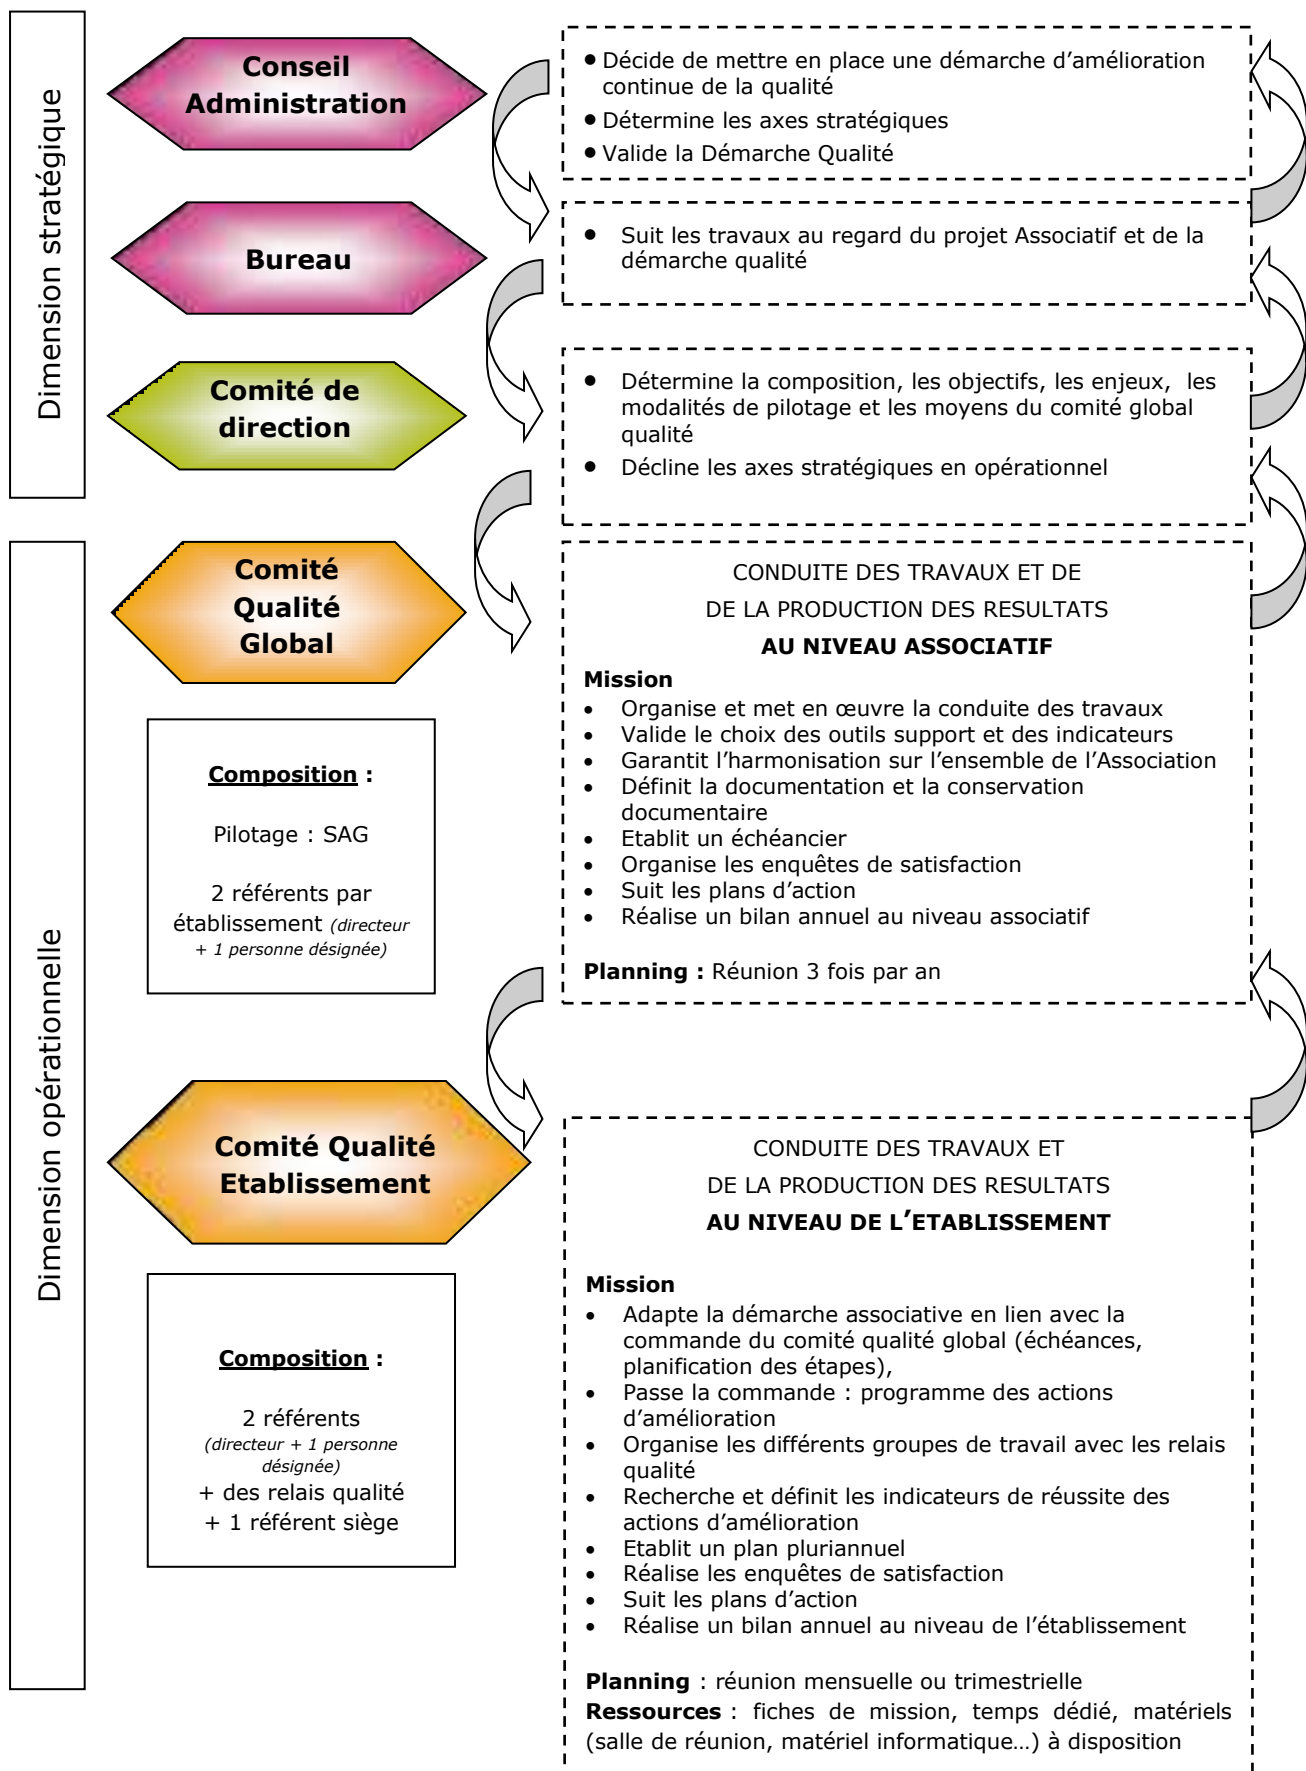 Dimension stratégique
Conseil
Administration
• Décide de mettre en place une démarche d'amélioration
continue de la qualité
• Détermine les axes stratégiques
• Valide la Démarche Qualité
Bureau
• Suit les travaux au regard du projet Associatif et de la
démarche qualité
Comité de
direction
• Détermine la composition, les objectifs, les enjeux, les
modalités de pilotage et les moyens du comité global
qualité
• Décline les axes stratégiques en opérationnel
Dimension opérationnelle
Comité
Qualité
Global
Composition :
Pilotage : SAG
2 référents par
établissement (directeur
+ 1 personne désignée)
CONDUITE DES TRAVAUX ET DE
DE LA PRODUCTION DES RESULTATS
AU NIVEAU ASSOCIATIF
Mission
• Organise et met en œuvre la conduite des travaux
• Valide le choix des outils support et des indicateurs
• Garantit l'harmonisation sur l'ensemble de l'Association
• Définit la documentation et la conservation
documentaire
• Etablit un échéancier
• Organise les enquêtes de satisfaction
• Suit les plans d'action
• Réalise un bilan annuel au niveau associatif
Planning : Réunion 3 fois par an
Comité Qualité
Etablissement
Composition :
2 référents
(directeur + 1 personne
désignée)
+ des relais qualité
+ 1 référent siège
CONDUITE DES TRAVAUX ET
DE LA PRODUCTION DES RESULTATS
AU NIVEAU DE L'ETABLISSEMENT
Mission
• Adapte la démarche associative en lien avec la
commande du comité qualité global (échéances,
planification des étapes),
• Passe la commande : programme des actions
d'amélioration
• Organise les différents groupes de travail avec les relais
qualité
• Recherche et définit les indicateurs de réussite des
actions d'amélioration
• Etablit un plan pluriannuel
• Réalise les enquêtes de satisfaction
• Suit les plans d'action
• Réalise un bilan annuel au niveau de l'établissement
Planning : réunion mensuelle ou trimestrielle
Ressources : fiches de mission, temps dédié, matériels
(salle de réunion, matériel informatique…) à disposition